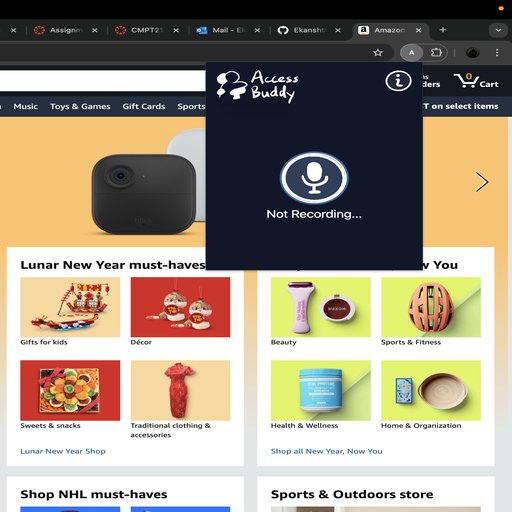 Assignm
CMPT21
Mail - Ek
Ekansht
Amazon
A
Access
Buddy
i
ders
0
Cart
Music
Toys & Games
Gift Cards
Sports
T on select items
blink
Not Recording...
Lunar New Year must-haves
w You
Gifts for kids
Décor
Beauty
Sports & Fitness
Sweets & snacks
Traditional clothing &
accessories
Health & Wellness
Home & Organization
Lunar New Year Shop
Shop all New Year, Now You
Shop NHL must-haves
Sports & Outdoors store